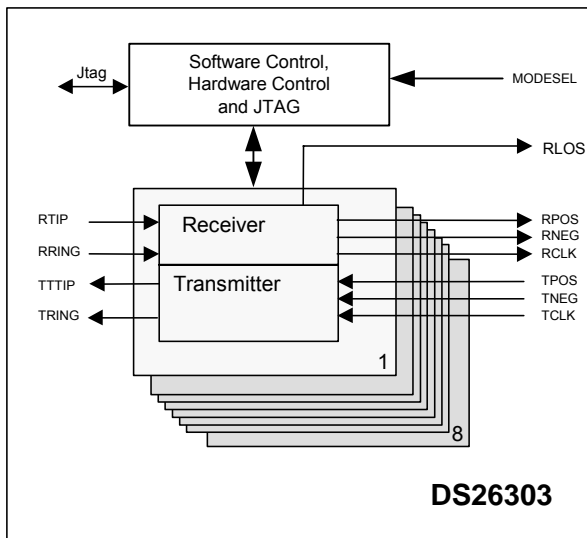 Software Control,
Hardware Control
and JTAG
Jtag
MODESEL
RLOS
RTIP
RRING
TTTIP
TRING
Receiver
Transmitter
RPOS
RNEG
RCLK
TPOS
TNEG
TCLK
1
8
DS26303